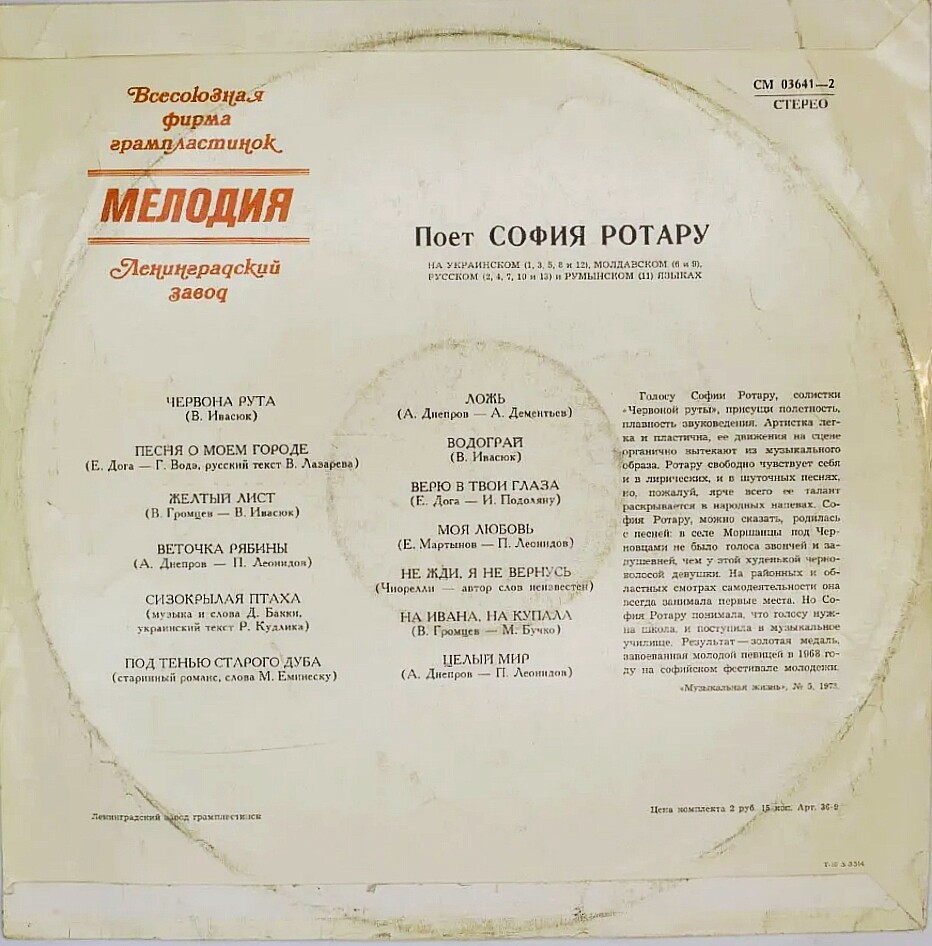 Всесоюзная
фирма
грампластинок
МЕЛОДИЯ
Ленинградский
завод
СМ 03641—2
СТЕРЕО
Поет СОФИЯ РОТАРУ
НА УКРАИНСКОМ (1, 3, 5, 8 и 12), МОЛДАВСКОМ (6 и 9),
РУССКОМ (2, 4, 7, 10 и 13) и РУМЫНСКОМ (11) ЯЗЫКАХ
ЧЕРВОНА РУТА
(В. Ивасюк)
ПЕСНЯ О МОЕМ ГОРОДЕ
(Е. Дога — Г. Водэ, русский текст В. Лазарева)
ЖЕЛТЫЙ ЛИСТ
(В. Громцев — В. Ивасюк)
ВЕТОЧКА РЯБИНЫ
(А. Днепров — П. Леонидов)
СИЗОКРЫЛАЯ ПТАХА
(музыка и слова Д. Бакки,
украинский текст Р. Кудлика)
ПОД ТЕНЬЮ СТАРОГО ДУБА
(старинный романс, слова М. Еминеску)
ЛОЖЬ
(А. Днепров — А. Дементьев)
ВОДОГРАЙ
(В. Ивасюк)
ВЕРЮ В ТВОИ ГЛАЗА
(Е. Дога — И. Подоляну)
МОЯ ЛЮБОВЬ
(Е. Мартынов — П. Леонидов)
НЕ ЖДИ, Я НЕ ВЕРНУСЬ
(Чиорелли — автор слов неизвестен)
НА ИВАНА, НА КУПАЛА
(В. Громцев — М. Бучко)
ЦЕЛЫЙ МИР
(А. Днепров — П. Леонидов)
Голосу Софии Ротару, солистки
«Червоной руты», присущи полетность,
плавность звуковедения. Артистка лег-
ка и пластична, ее движения на сцене
органично вытекают из музыкального
образа. Ротару свободно чувствует себя
и в лирических, и в шуточных песнях,
но, пожалуй, ярче всего ее талант
раскрывается в народных напевах. Со-
фия Ротару, можно сказать, родилась
с песней: в селе Моршанцы под Чер-
новцами не было голоса звончей и за-
душевней, чем у этой худенькой черно-
волосой девушки. На районных и об-
ластных смотрах самодеятельности она
всегда занимала первые места. Но Со-
фия Ротару понимала, что голосу нуж-
на школа, и поступила в музыкальное
училище. Результат — золотая медаль,
завоеванная молодой певицей в 1968 го-
ду на софийском фестивале молодежи.
«Музыкальная жизнь», № 5, 1973.
Ленинградский завод грампластинок
Цена комплекта 2 руб. 15 коп. Арт. 36-9